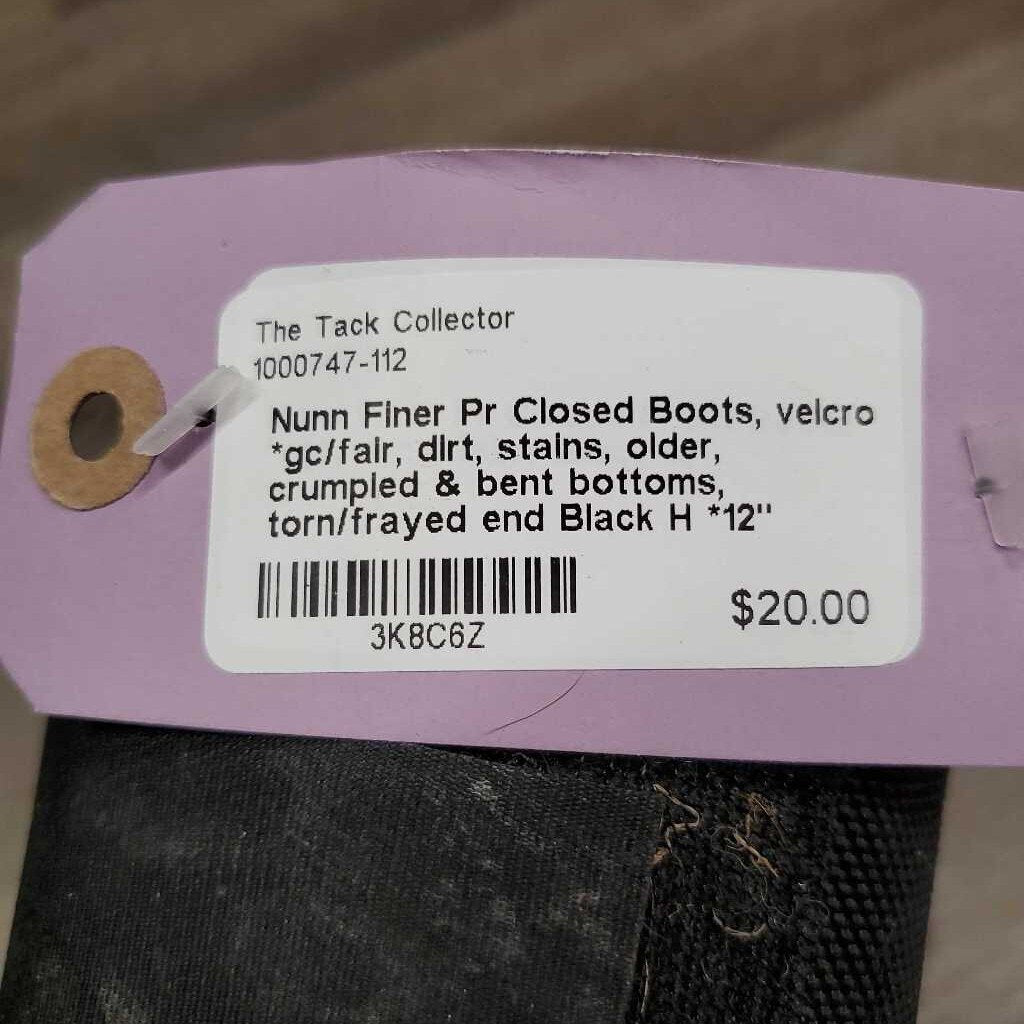 The Tack Collector
1000747-112
Nunn Finer Pr Closed Boots, velcro
*gc/fair, dirt, stains, older,
crumpled & bent bottoms,
torn/frayed end Black H *12"
3K8C6Z
$20.00